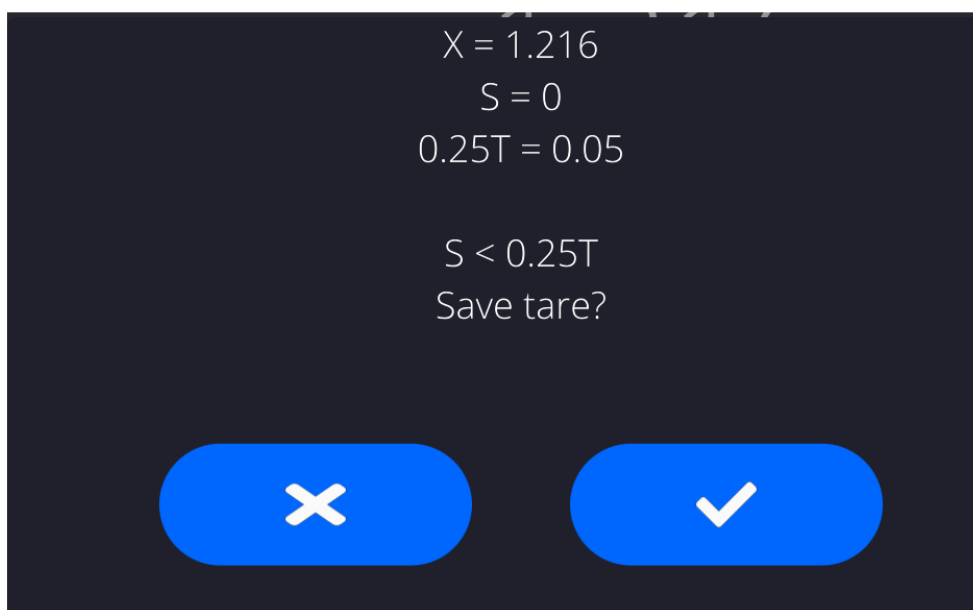 X = 1.216
S = 0
0.25T = 0.05
S < 0.25T
Save tare?